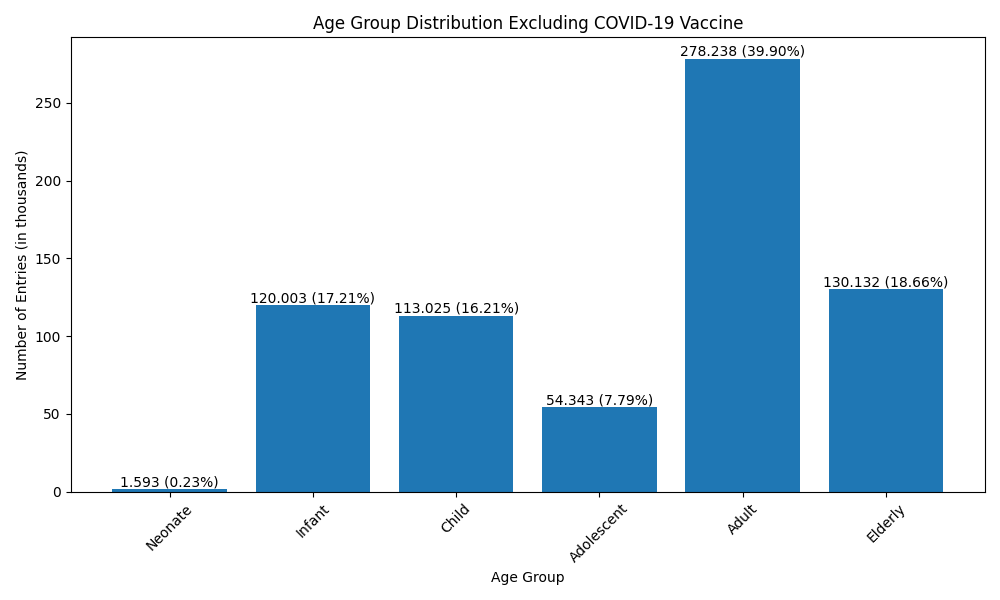 Age Group Distribution Excluding COVID-19 Vaccine
Number of Entries (in thousands)
250
200
150
100
50
0
1.593 (0.23%)
120.003 (17.21%)
113.025 (16.21%)
54.343 (7.79%)
278.238 (39.90%)
130.132 (18.66%)
Neonate
Infant
Child
Adolescent
Adult
Elderly
Age Group